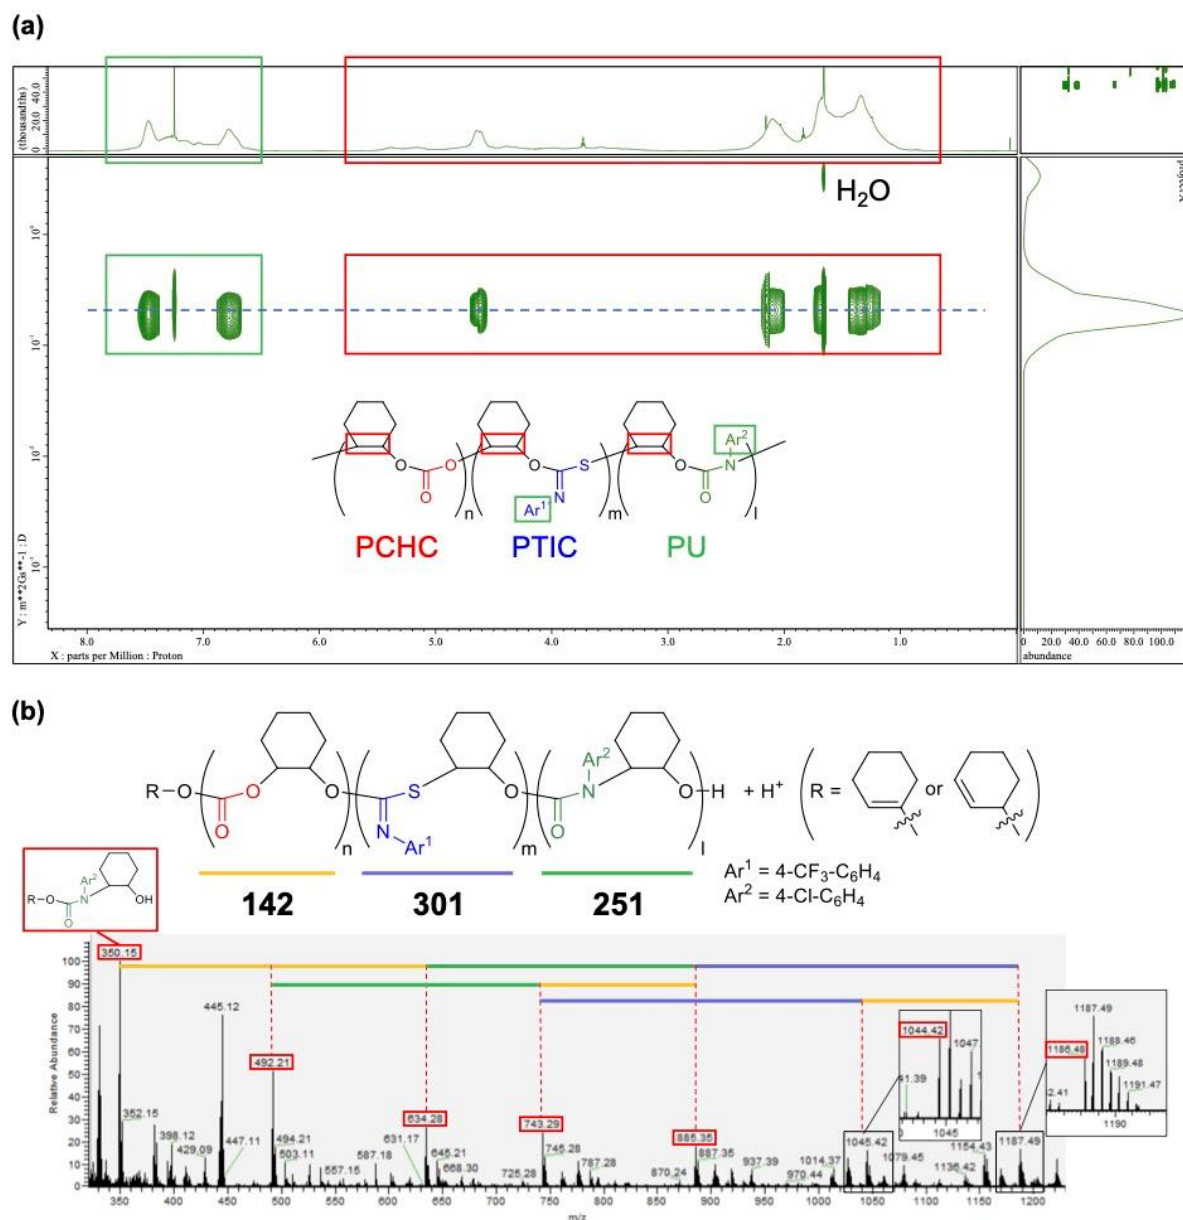 (a)
(thousandths)
0 20.0 40.0
H₂O
Y : m**2Gs**-1 : D
O O O O S O N Ar²
O N O
Ar¹
n m l
PCHC PTIC PU
8.0 7.0 6.0 5.0 4.0 3.0 2.0 1.0
X : parts per Million : Proton
0 20.0 40.0 60.0 80.0 100.0
abundance
(b)
R–O O O S O Ar² N O–H + H⁺ R = or
O N–Ar¹ O
n m l
142 301 251
Ar¹ = 4-CF₃-C₆H₄
Ar² = 4-Cl-C₆H₄
R–O Ar² N OH
O
350.15
100
90
80
70
60
50
40
30
20
10
0
Relative Abundance
445.12
492.21
352.15
398.12
429.09
447.11
494.21
503.11
557.15
587.18
634.28
631.17
645.21
668.30
725.28
743.29
745.28
787.28
870.24
885.35
887.35
937.39
970.44
1014.37
1045.42
1079.45
1136.42
1154.43
1187.49
1044.42
1047
41.39
1045
1187.49
1186.48
1188.46
1189.48
1191.47
2.41
1190
350 400 450 500 550 600 650 700 750 800 850 900 950 1000 1050 1100 1150 1200
m/z